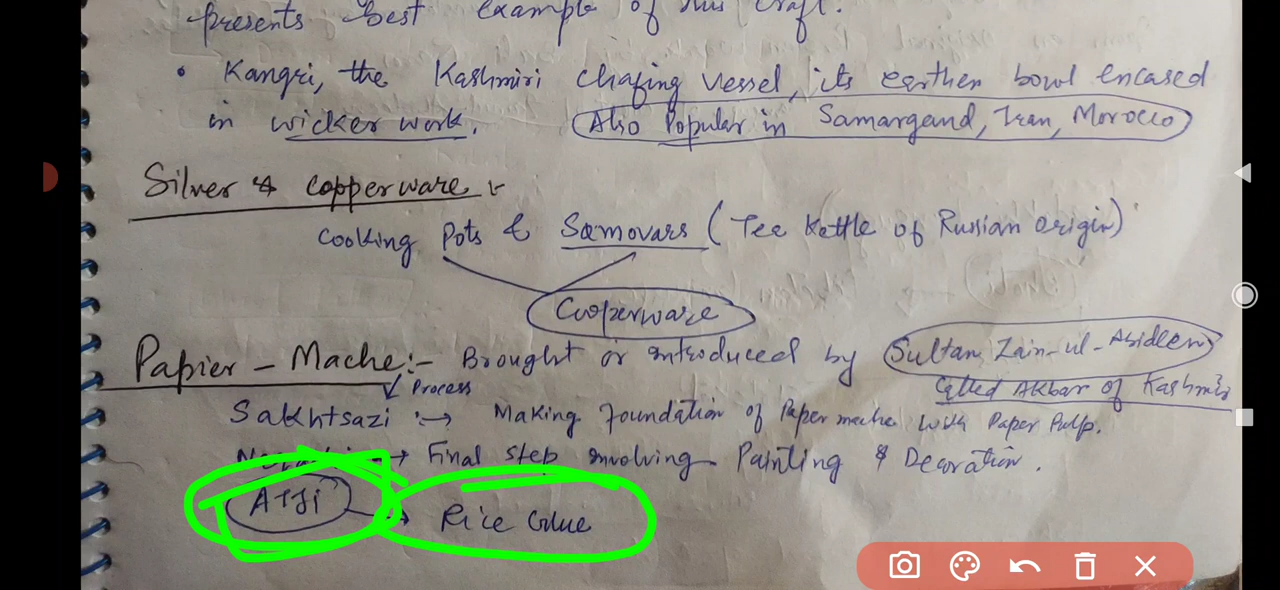 presents best example of this craft.
• Kangri, the Kashmiri chafing vessel, its earthen bowl encased
in wicker work. (Also Popular in Samargand, Iran, Morocco)
Silver & copperware :-
Cooking Pots & Samovars (Tea Kettle of Russian origin)
Cooperware
Papier - Mache :- Brought or introduced by Sultan Zain-ul-Abideen
Process
Called Akbar of Kashmir
Sakhtsazi :→ Making foundation of Paper mache with Paper Pulp.
→ Final step involving Painting & Decoration.
→ Rice Glue